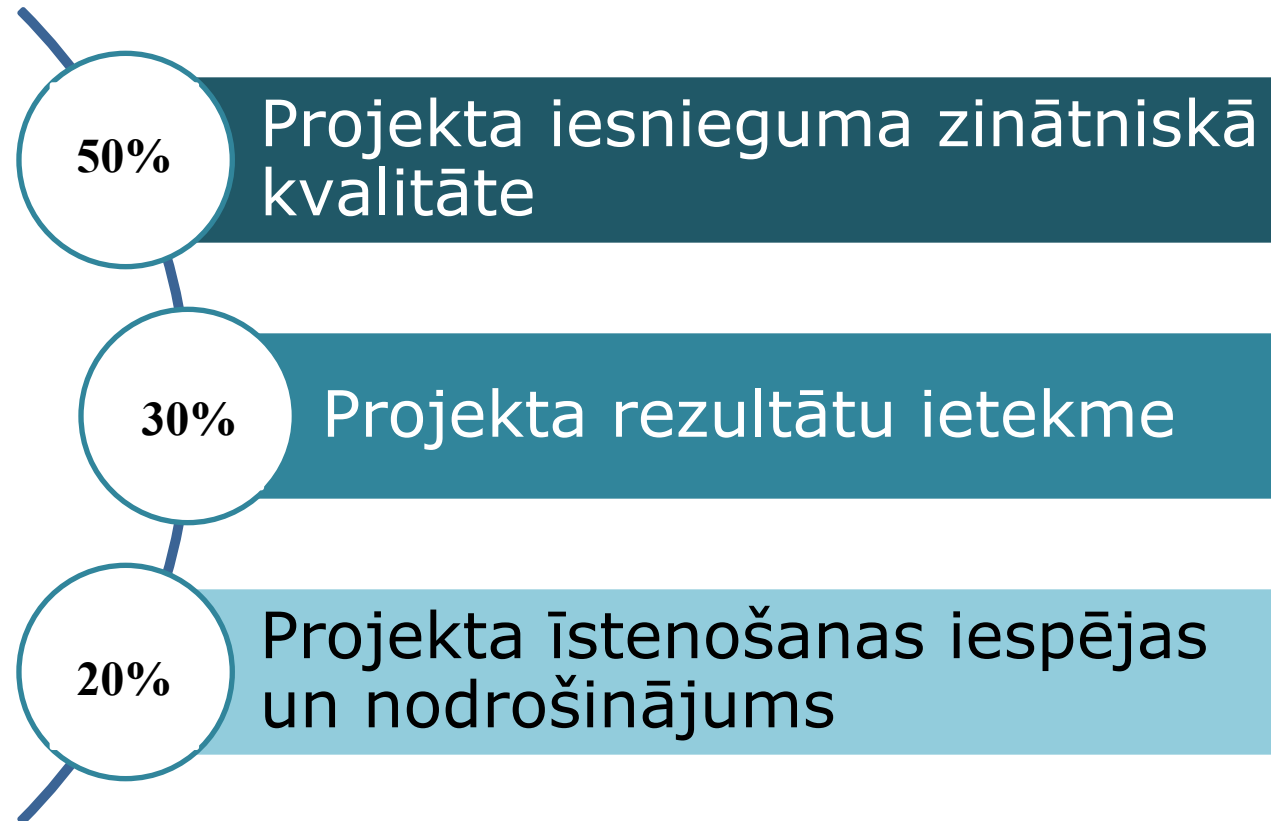 50%
Projekta iesnieguma zinātniskā
kvalitāte
30%
Projekta rezultātu ietekme
20%
Projekta īstenošanas iespējas
un nodrošinājums